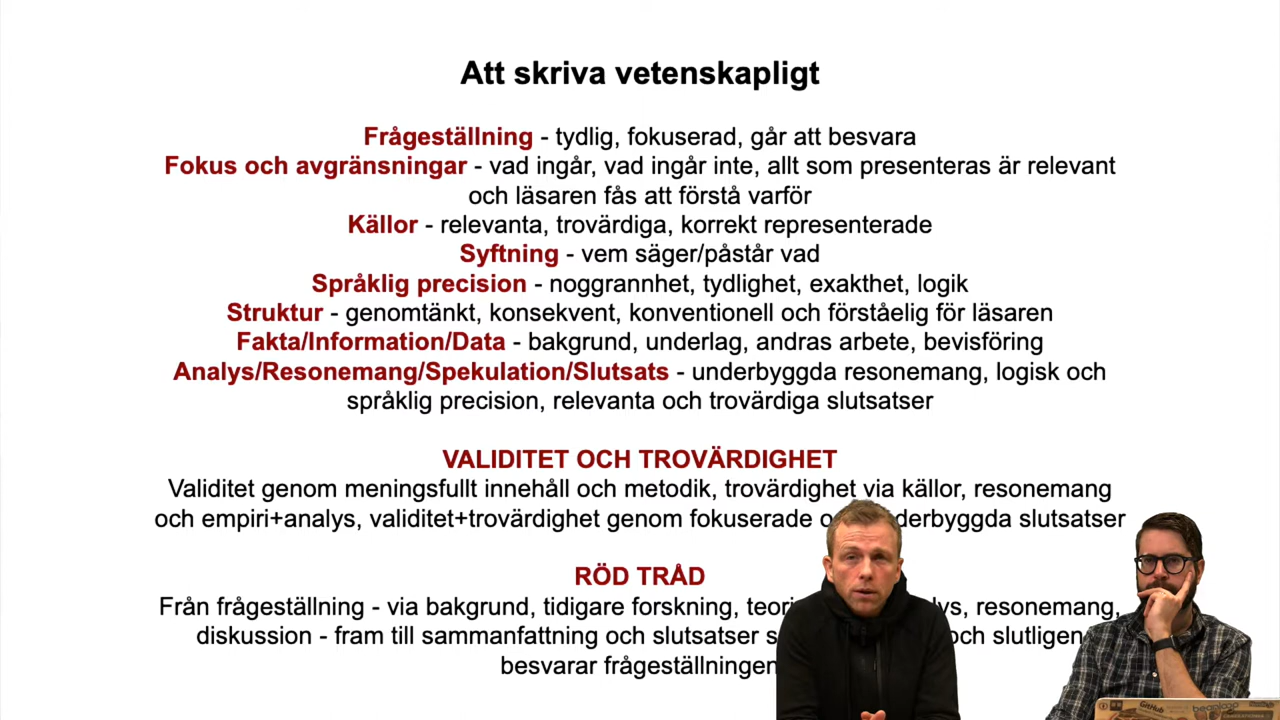 Att skriva vetenskapligt
Frågeställning - tydlig, fokuserad, går att besvara
Fokus och avgränsningar - vad ingår, vad ingår inte, allt som presenteras är relevant
och läsaren fås att förstå varför
Källor - relevanta, trovärdiga, korrekt representerade
Syftning - vem säger/påstår vad
Språklig precision - noggrannhet, tydlighet, exakthet, logik
Struktur - genomtänkt, konsekvent, konventionell och förståelig för läsaren
Fakta/Information/Data - bakgrund, underlag, andras arbete, bevisföring
Analys/Resonemang/Spekulation/Slutsats - underbyggda resonemang, logisk och
språklig precision, relevanta och trovärdiga slutsatser
VALIDITET OCH TROVÄRDIGHET
Validitet genom meningsfullt innehåll och metodik, trovärdighet via källor, resonemang
och empiri+analys, validitet+trovärdighet genom fokuserade slutsatser
RÖD TRÅD
Från frågeställning - via bakgrund, tidigare forskning, resonemang,
diskussion - fram till sammanfattning och slutsatser och slutligen
besvarar frågeställningen
GitHub